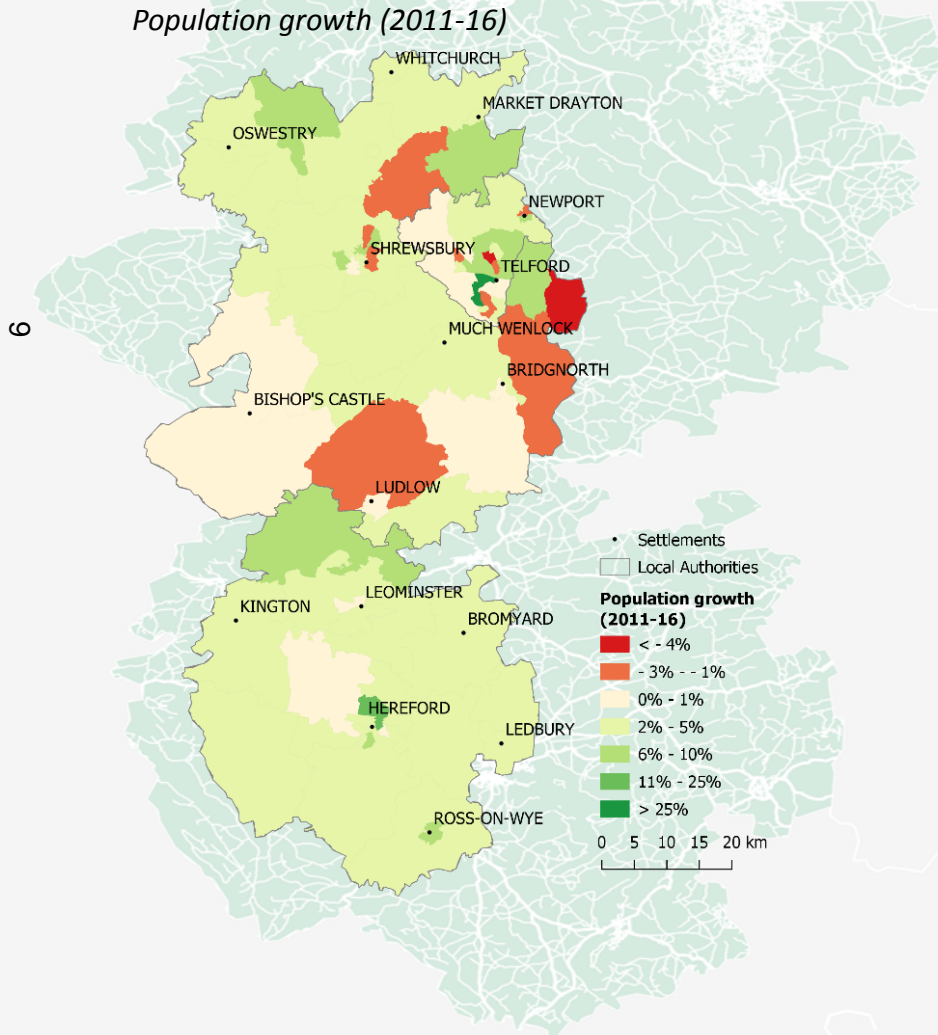 Population growth (2011-16)
WHITCHURCH
MARKET DRAYTON
OSWESTRY
NEWPORT
SHREWSBURY
TELFORD
9
MUCH WENLOCK
BRIDGNORTH
BISHOP'S CASTLE
LUDLOW
LEOMINSTER
KINGTON
BROMYARD
HEREFORD
LEDBURY
ROSS-ON-WYE
Settlements
Local Authorities
Population growth
(2011-16)
< - 4%
- 3% - - 1%
0% - 1%
2% - 5%
6% - 10%
11% - 25%
> 25%
0 5 10 15 20 km